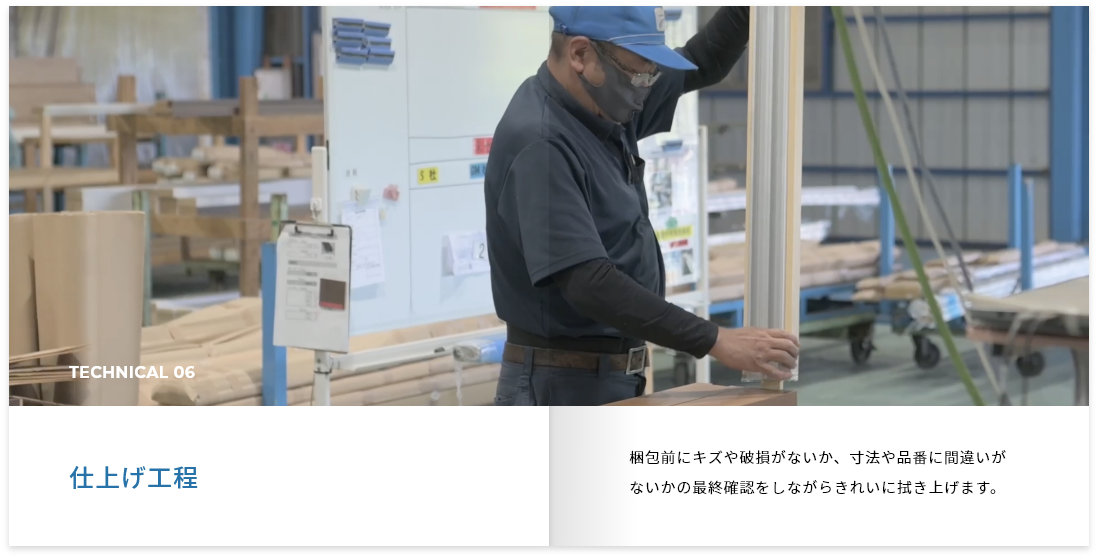 S 社
2
TECHNICAL 06
仕上げ工程
梱包前にキズや破損がないか、寸法や品番に間違いが
ないかの最終確認をしながらきれいに拭き上げます。